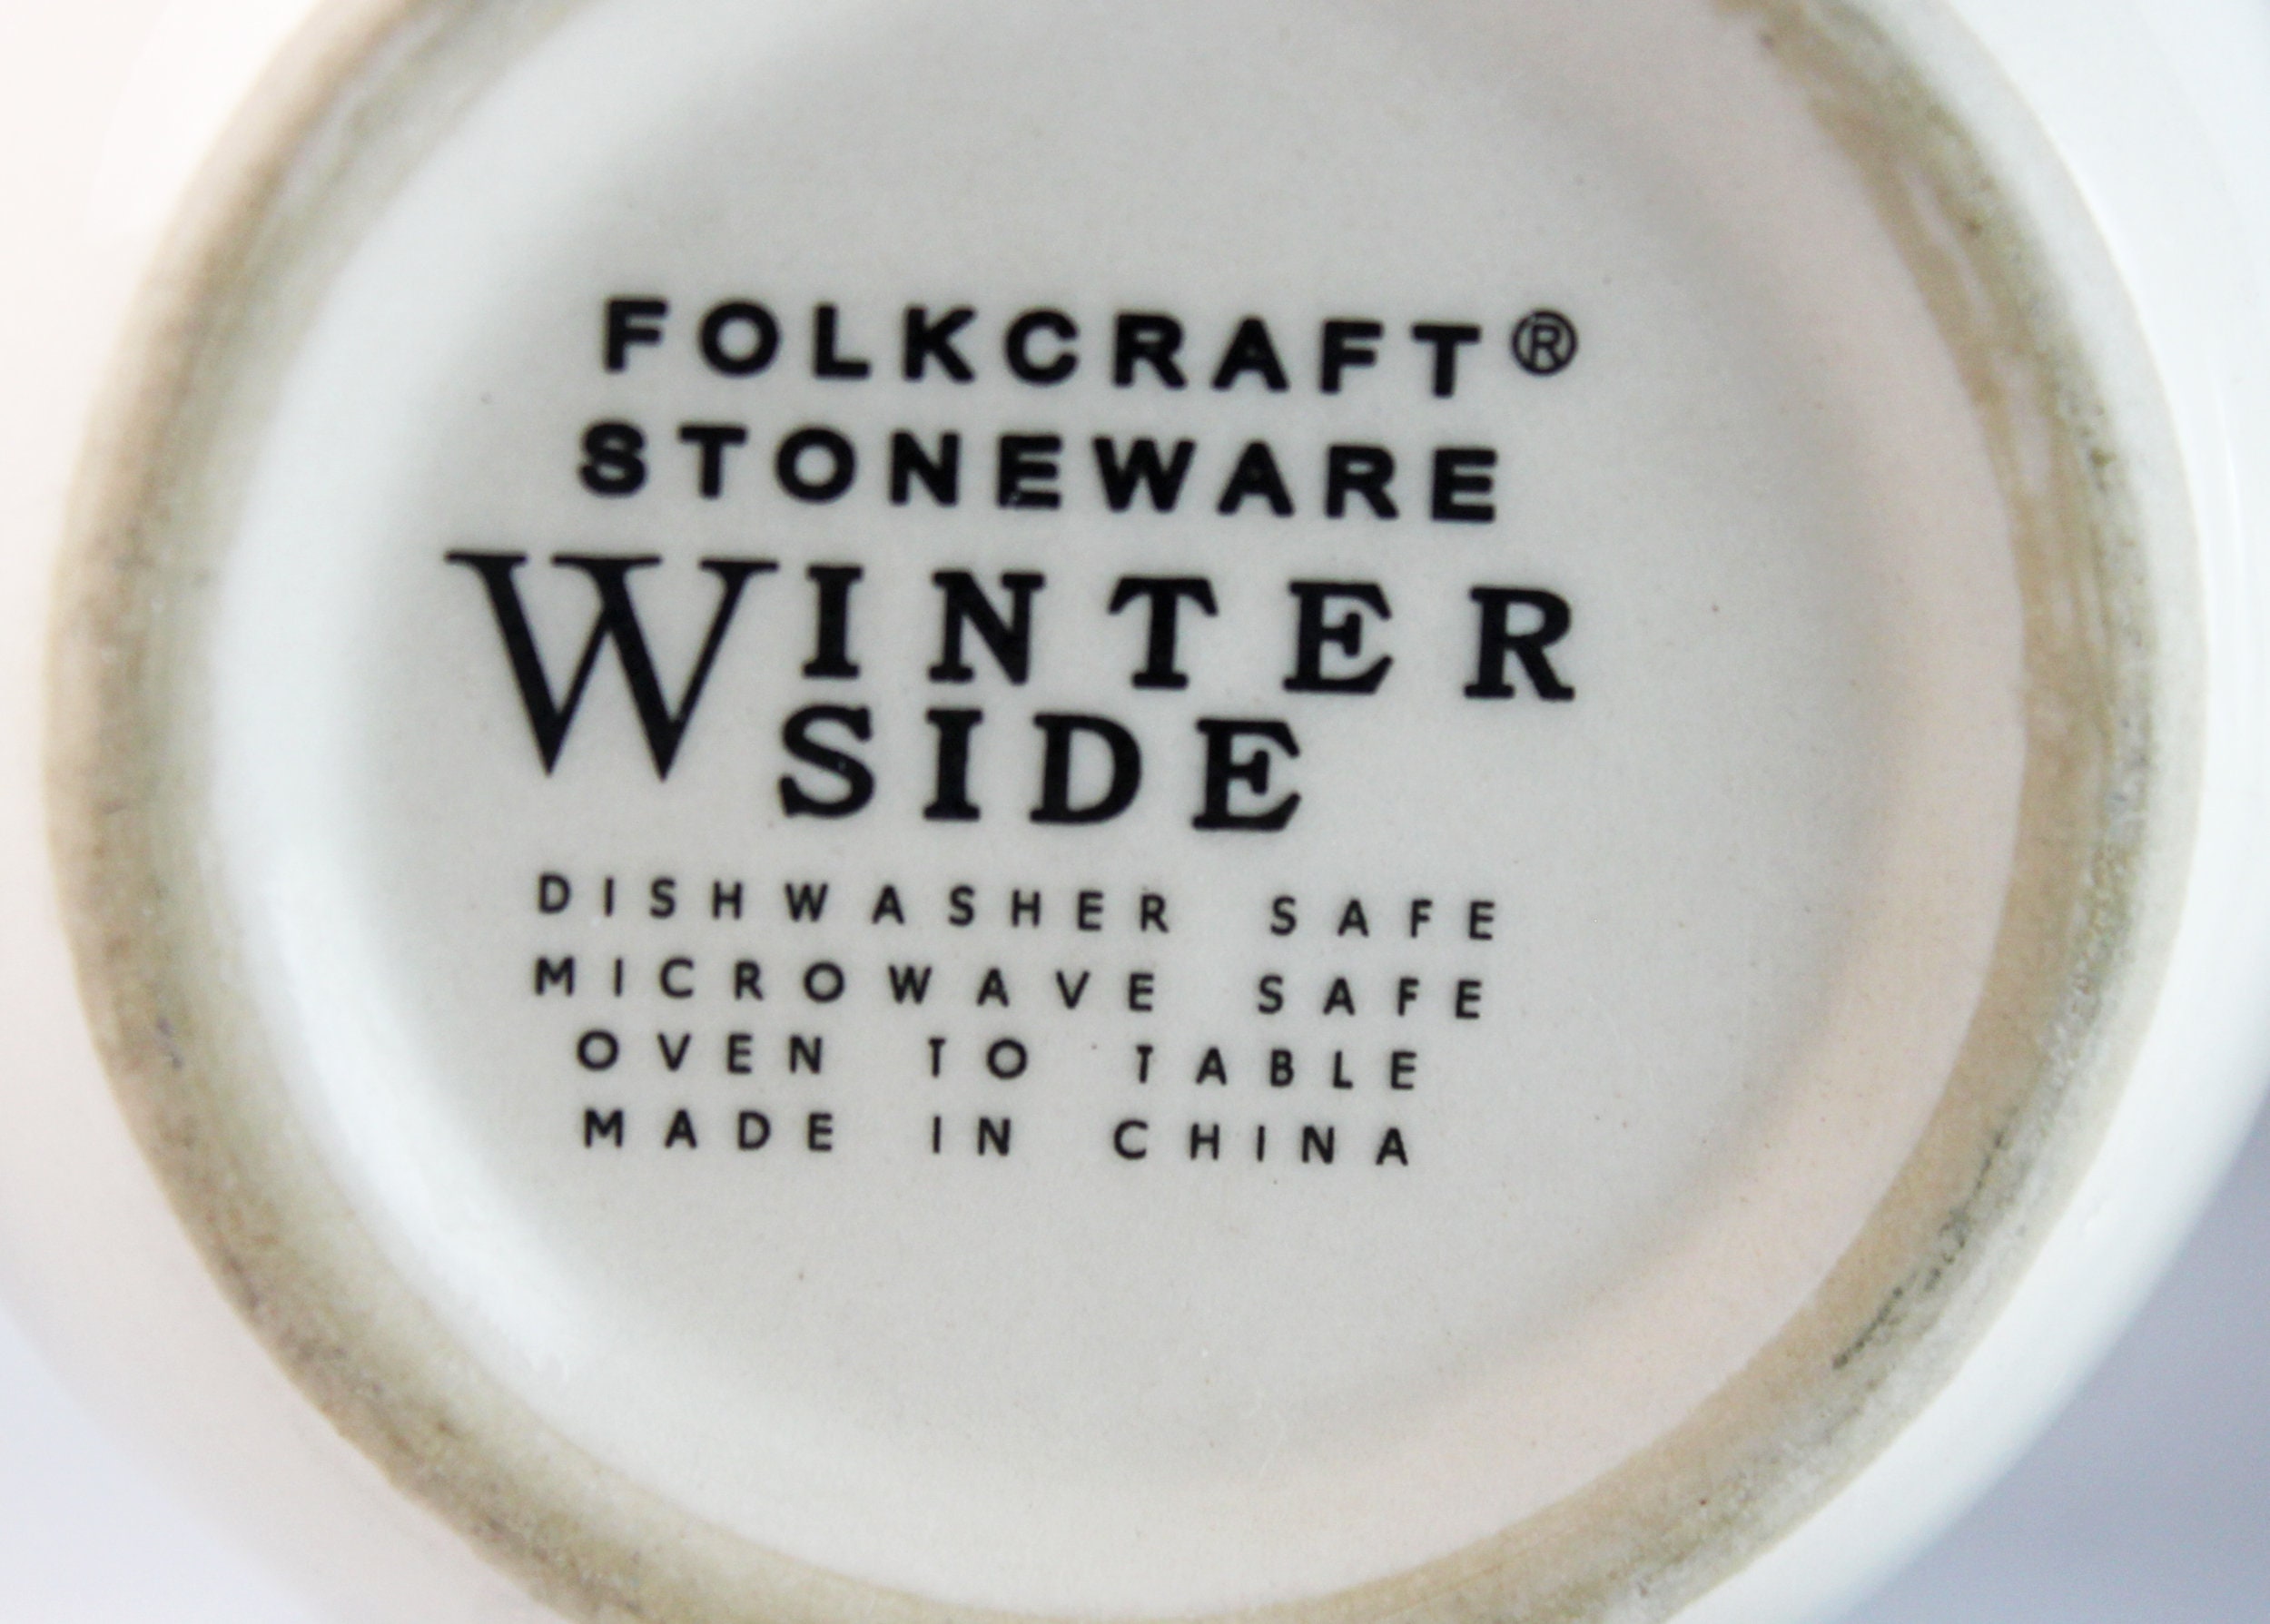 FOLKCRAFT®
STONEWARE
WINTER
SIDE
DISHWASHER SAFE
MICROWAVE SAFE
OVEN TO TABLE
MADE IN CHINA